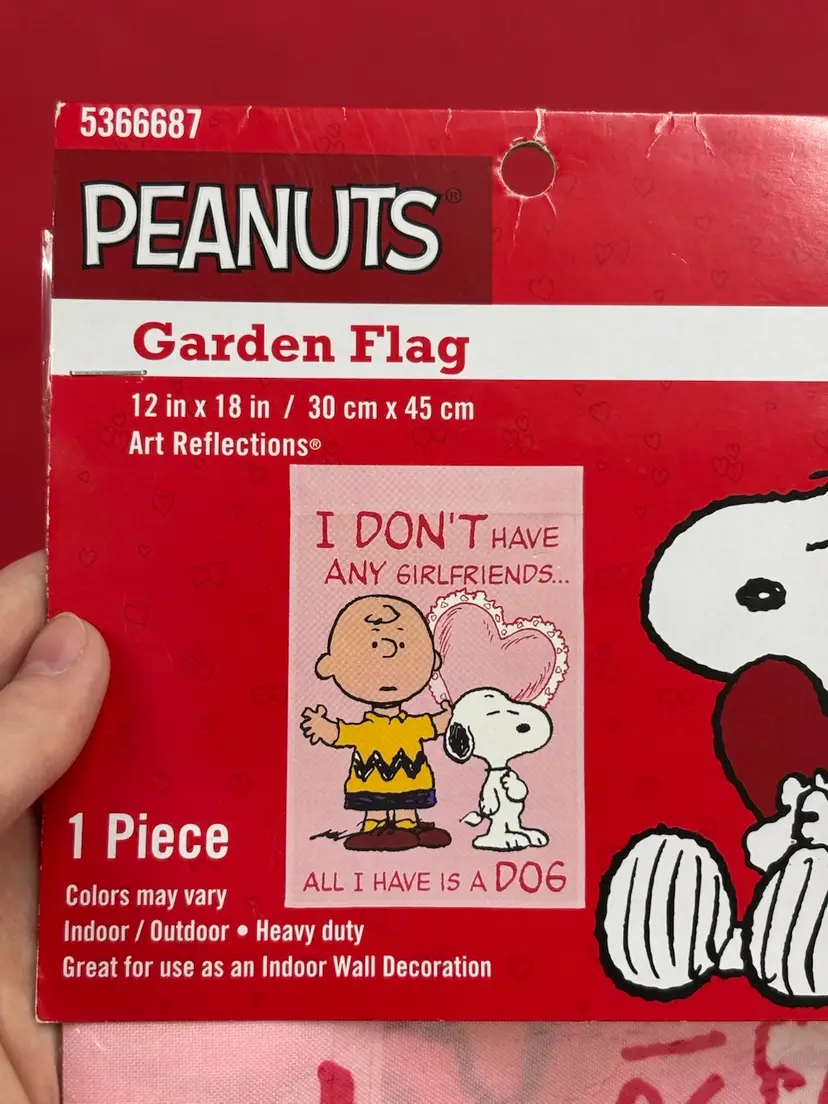 5366687
PEANUTS®
Garden Flag
12 in x 18 in / 30 cm x 45 cm
Art Reflections®
I DON'T HAVE
ANY GIRLFRIENDS...
ALL I HAVE IS A DOG
1 Piece
Colors may vary
Indoor / Outdoor • Heavy duty
Great for use as an Indoor Wall Decoration